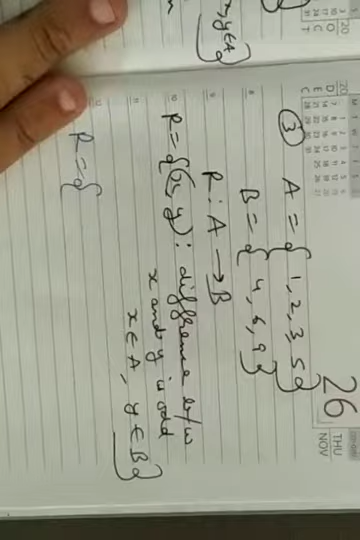 x, y ∈ A}
26
THU
NOV
③ A = {1, 2, 3, 5}
B = {4, 6, 9}
R : A → B
R = {(x, y) : difference b/w
x and y is odd
x ∈ A, y ∈ B}
R = {